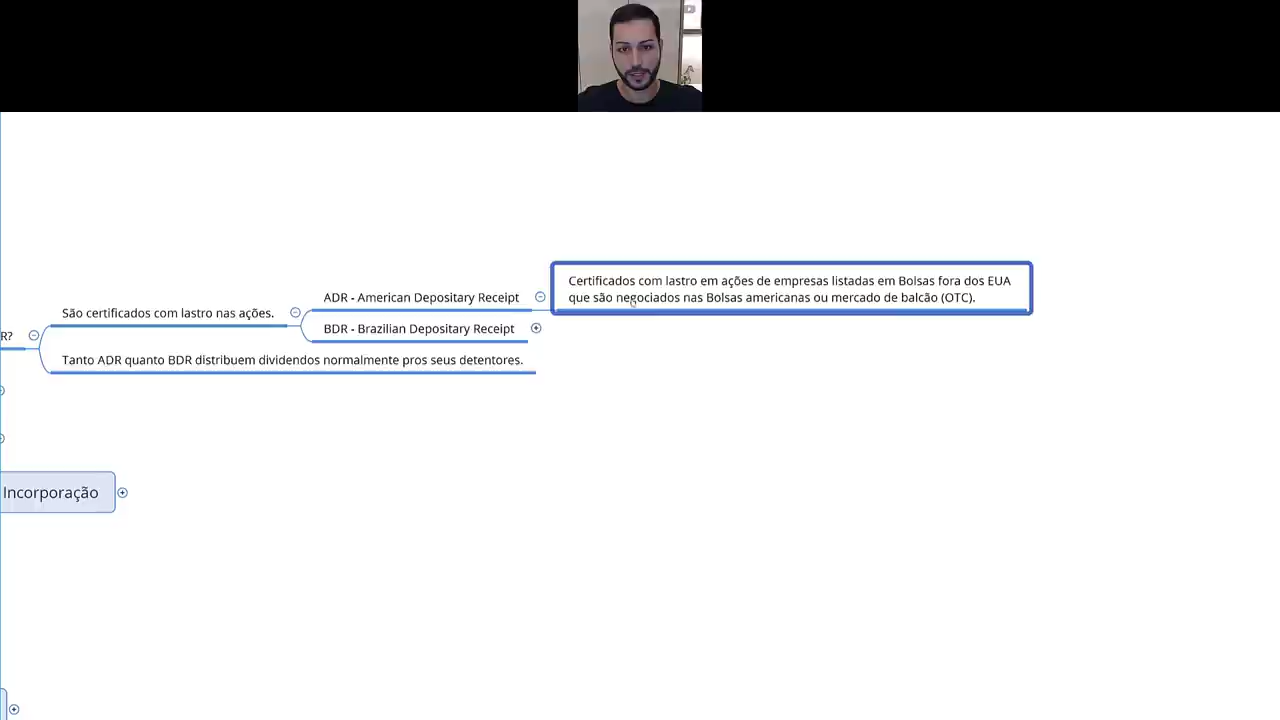 Certificados com lastro em ações de empresas listadas em Bolsas fora dos EUA
que são negociados nas Bolsas americanas ou mercado de balcão (OTC).
ADR - American Depositary Receipt
São certificados com lastro nas ações.
BDR - Brazilian Depositary Receipt
R?
Tanto ADR quanto BDR distribuem dividendos normalmente pros seus detentores.
Incorporação